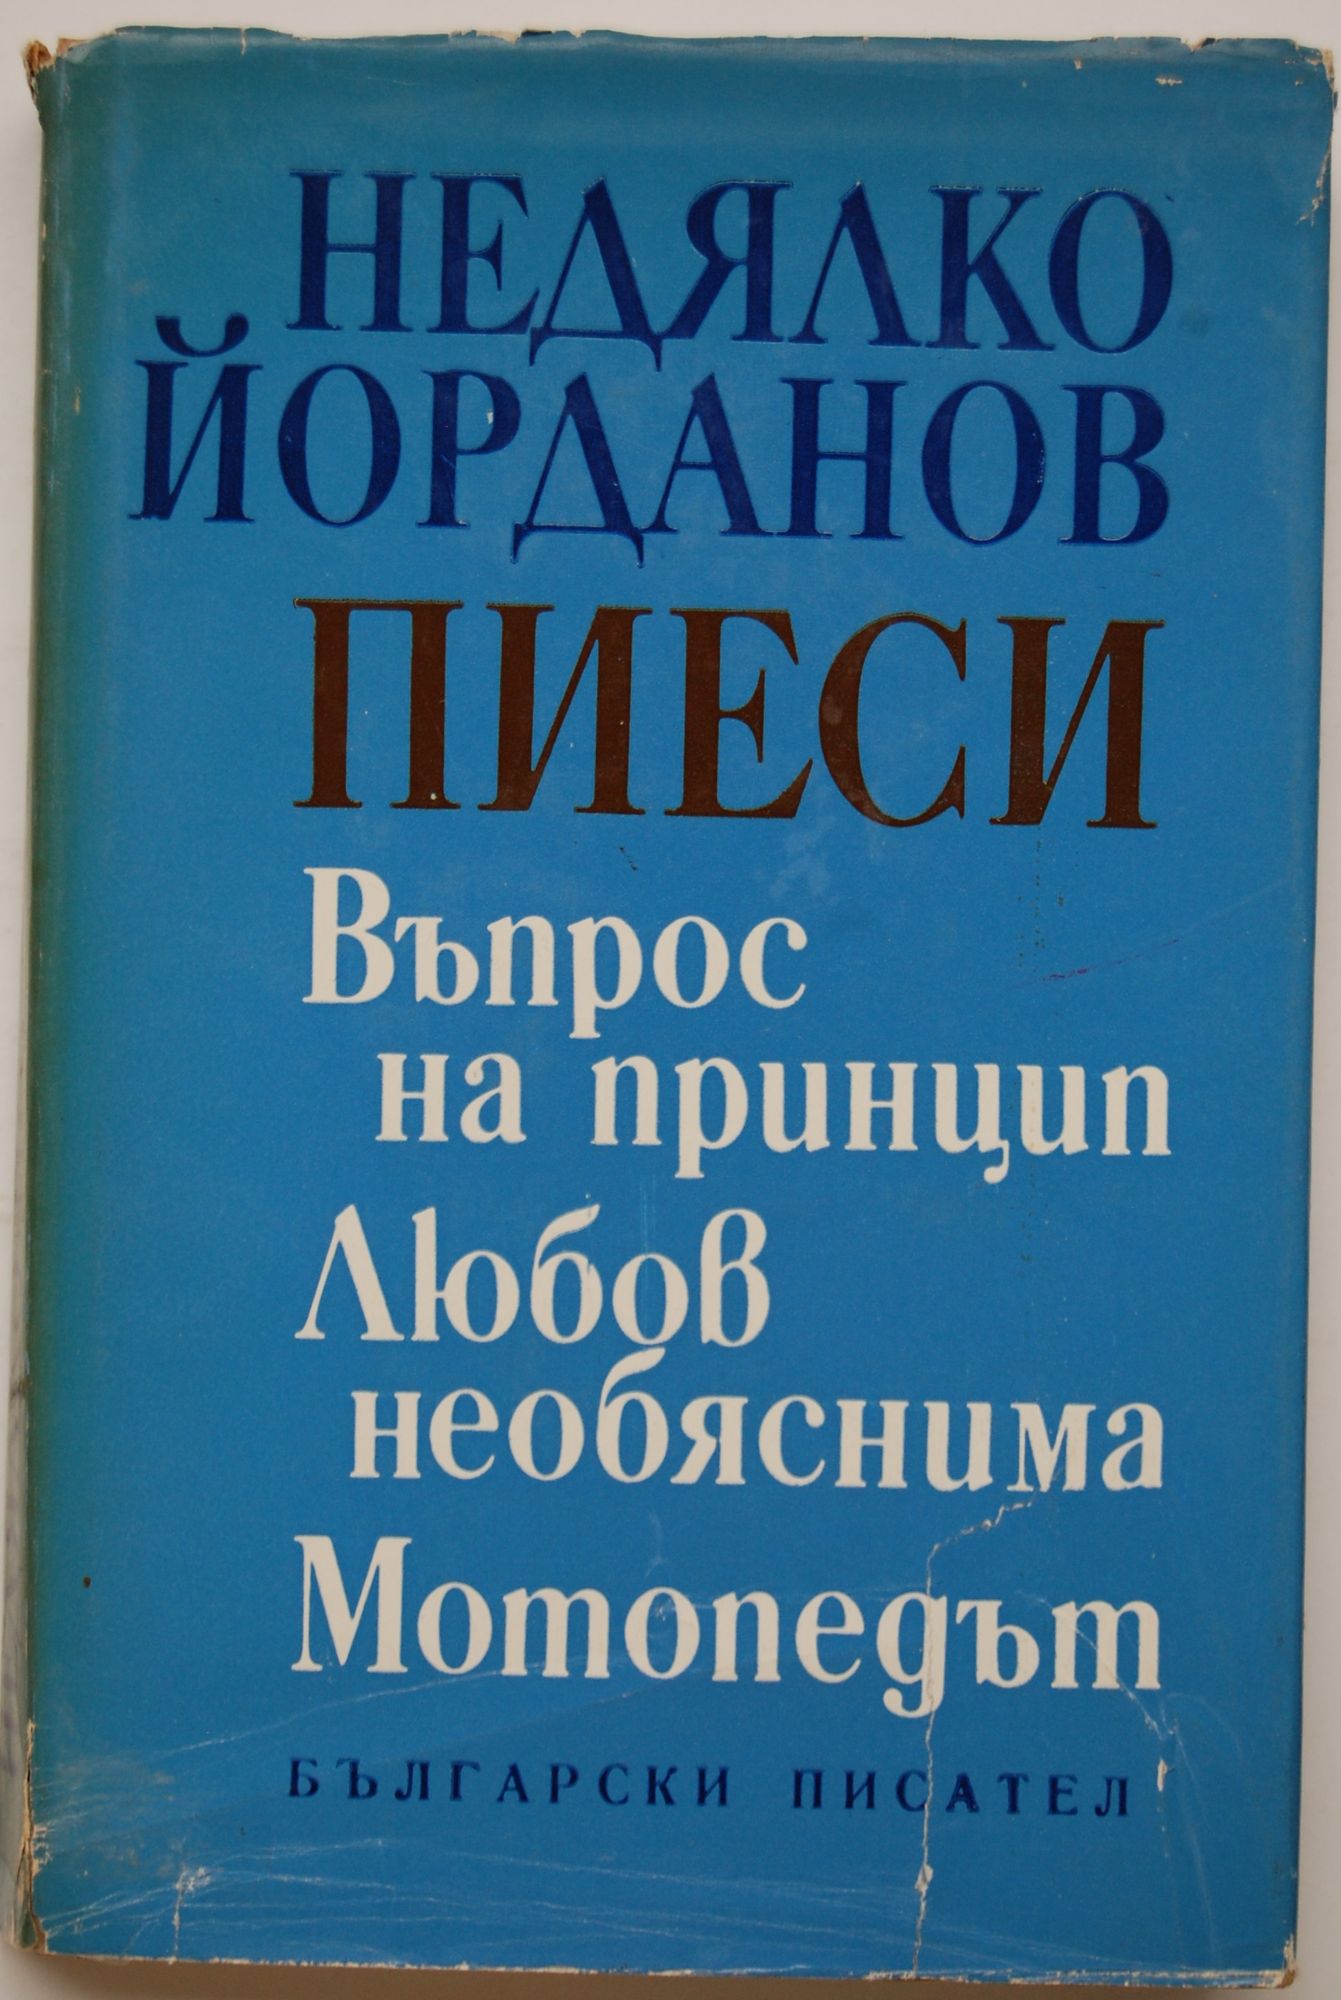 НЕДЯЛКО
ЙОРДАНОВ
ПИЕСИ
Въпрос
на принцип
Любов
необяснима
Мотопедът
БЪЛГАРСКИ ПИСАТЕЛ